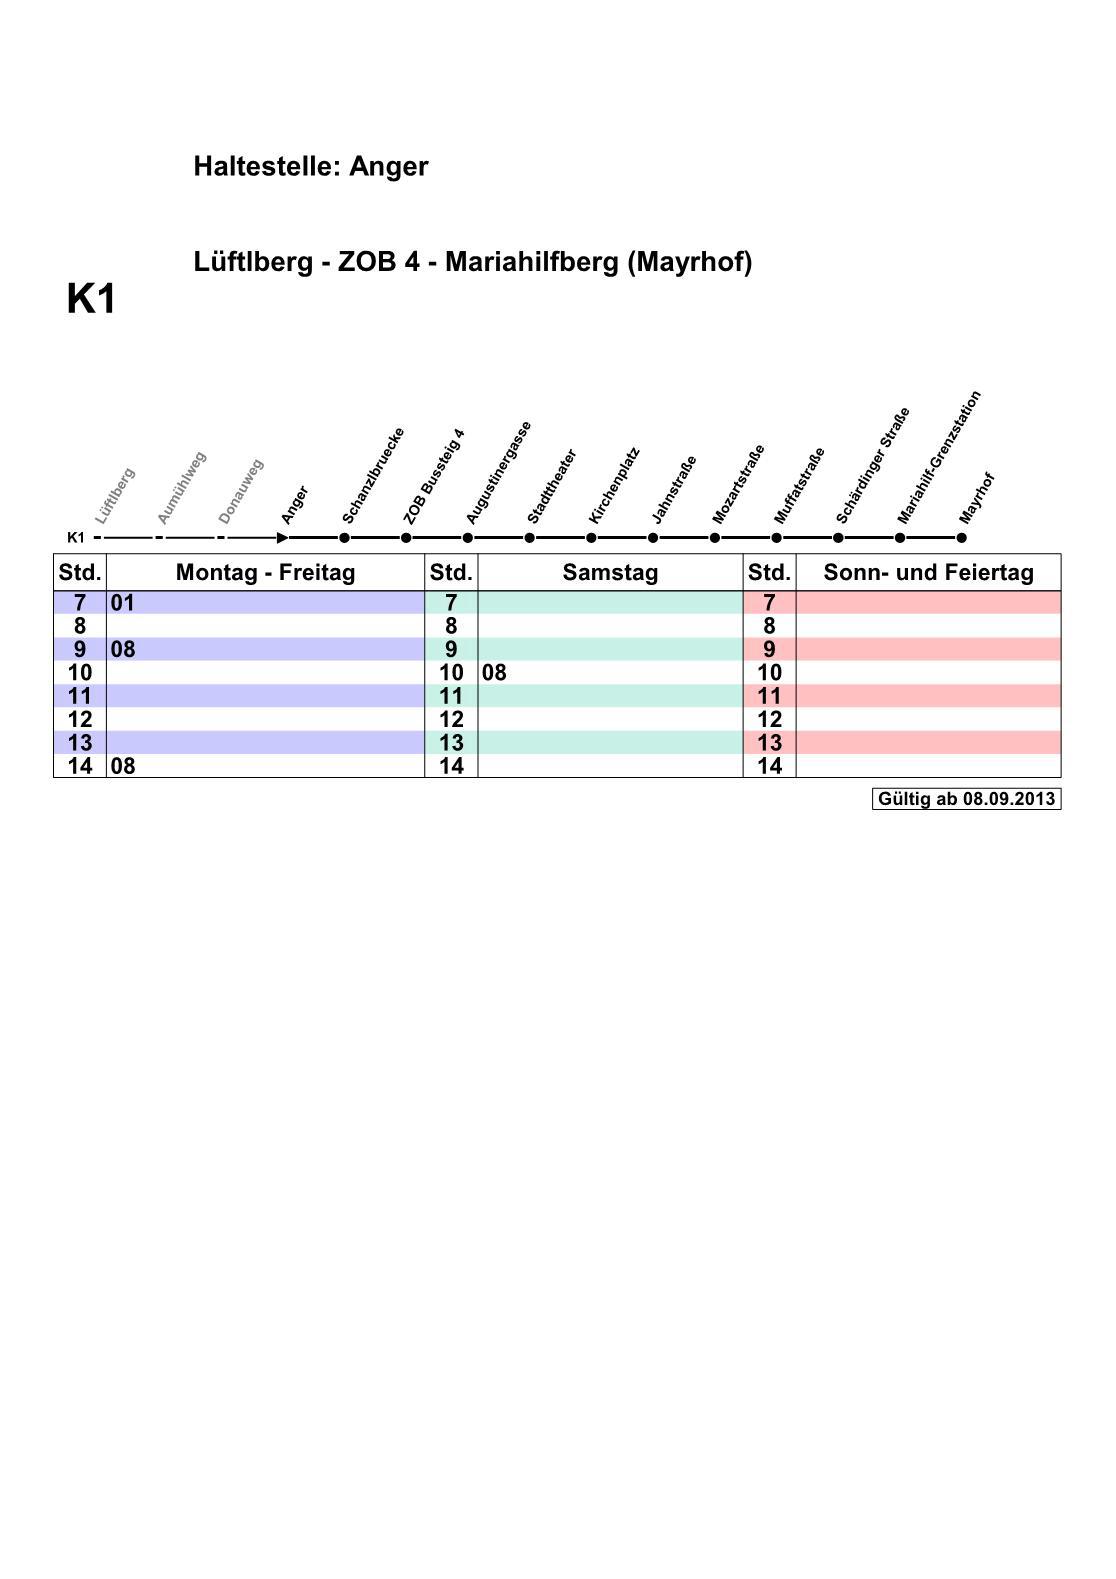 Haltestelle: Anger
Lüftlberg - ZOB 4 - Mariahilfberg (Mayrhof)
K1
Lüftlberg
Aumühlweg
Donauweg
Anger
Schanzlbruecke
ZOB Bussteig 4
Augustinergasse
Stadttheater
Kirchenplatz
Jahnstraße
Mozartstraße
Muffatstraße
Schärdinger Straße
Mariahilf-Grenzstation
Mayrhof
K1
Std. Montag - Freitag Std. Samstag Std. Sonn- und Feiertag
7 01 7 7
8 8 8
9 08 9 9
10 10 08 10
11 11 11
12 12 12
13 13 13
14 08 14 14
Gültig ab 08.09.2013